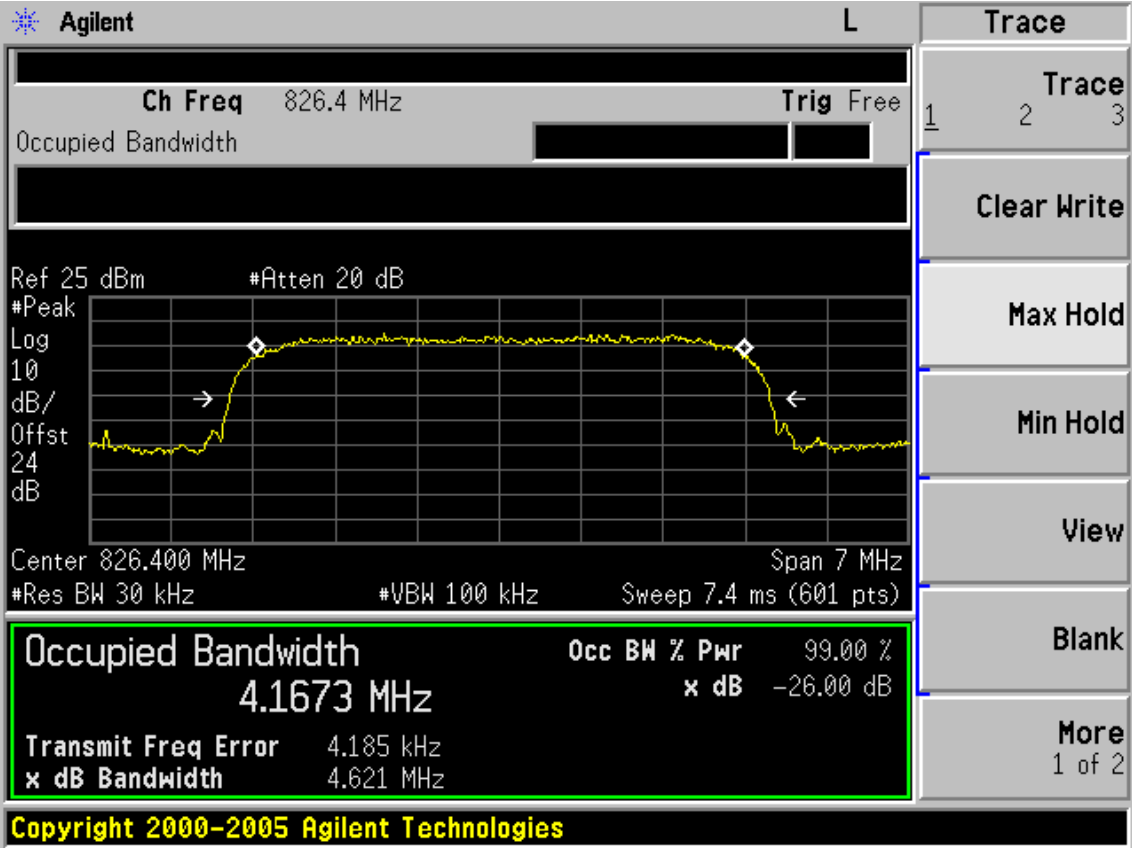 Agilent L Trace
Ch Freq 826.4 MHz Trig Free
Occupied Bandwidth
Trace
1 2 3
Clear Write
Ref 25 dBm #Atten 20 dB
#Peak
Log
10
dB/
Offst
24
dB
Max Hold
Min Hold
View
Center 826.400 MHz Span 7 MHz
#Res BW 30 kHz #VBW 100 kHz Sweep 7.4 ms (601 pts)
Occupied Bandwidth
4.1673 MHz
Occ BW % Pwr 99.00 %
x dB -26.00 dB
Transmit Freq Error 4.185 kHz
x dB Bandwidth 4.621 MHz
Blank
More
1 of 2
Copyright 2000-2005 Agilent Technologies